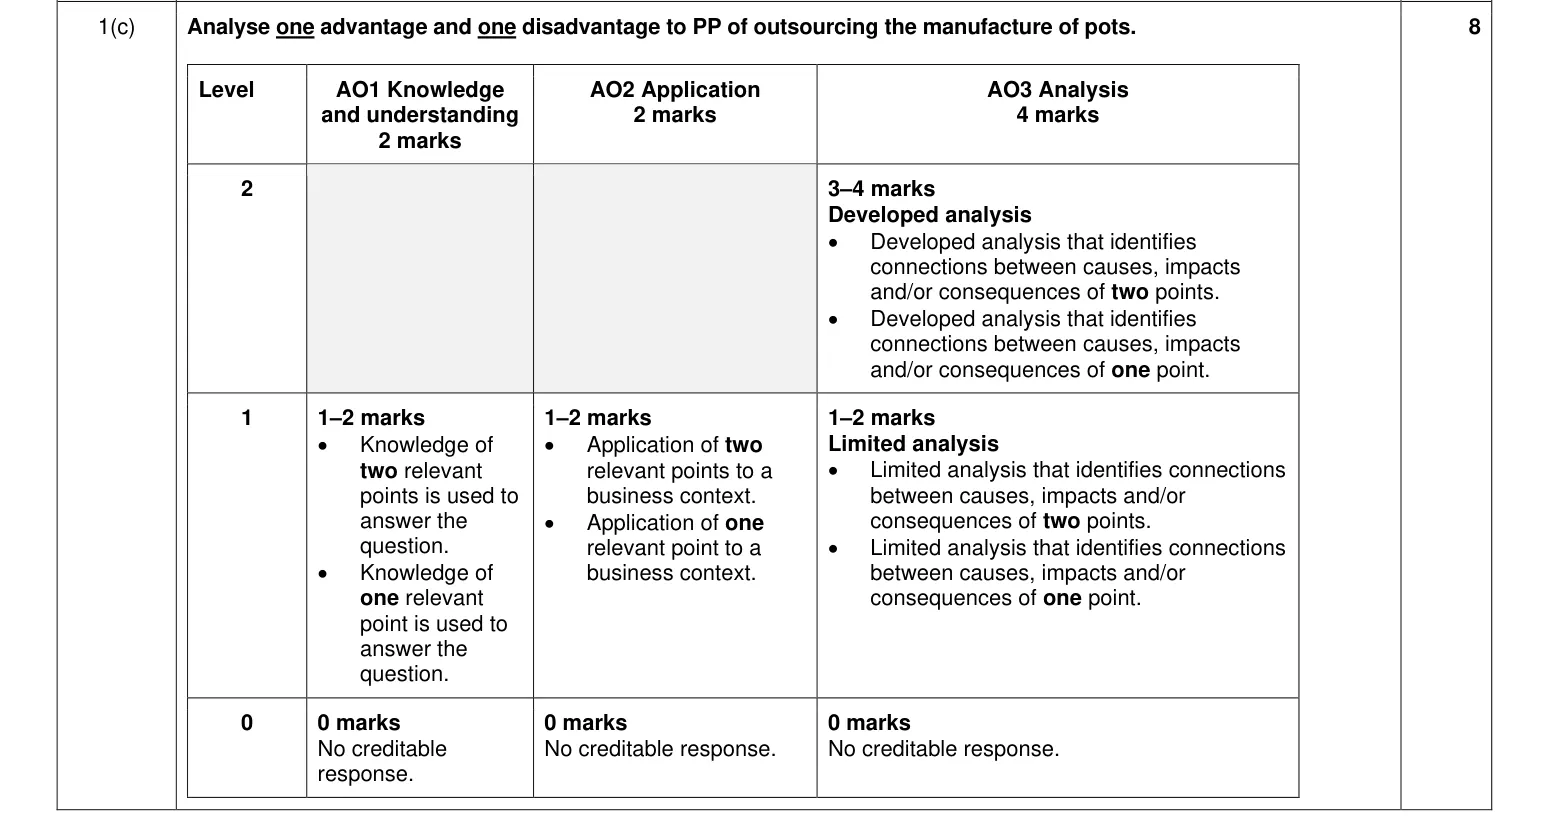 1(c)
Analyse one advantage and one disadvantage to PP of outsourcing the manufacture of pots.
8
Level
AO1 Knowledge
and understanding
2 marks
AO2 Application
2 marks
AO3 Analysis
4 marks
2
3–4 marks
Developed analysis
• Developed analysis that identifies
connections between causes, impacts
and/or consequences of two points.
• Developed analysis that identifies
connections between causes, impacts
and/or consequences of one point.
1
1–2 marks
• Knowledge of
two relevant
points is used to
answer the
question.
• Knowledge of
one relevant
point is used to
answer the
question.
1–2 marks
• Application of two
relevant points to a
business context.
• Application of one
relevant point to a
business context.
1–2 marks
Limited analysis
• Limited analysis that identifies connections
between causes, impacts and/or
consequences of two points.
• Limited analysis that identifies connections
between causes, impacts and/or
consequences of one point.
0
0 marks
No creditable
response.
0 marks
No creditable response.
0 marks
No creditable response.